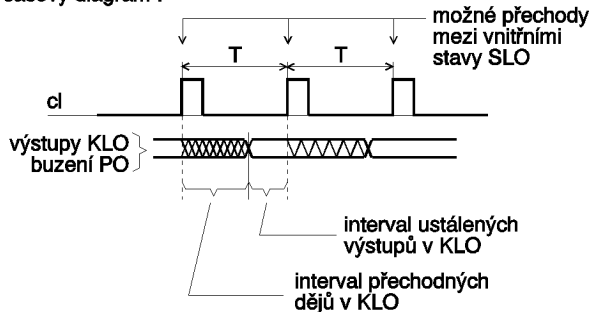 časový diagram :
možné přechody
mezi vnitřními
stavy SLO
T T
cl
výstupy KLO
buzení PO
interval ustálených
výstupů v KLO
interval přechodných
dějů v KLO